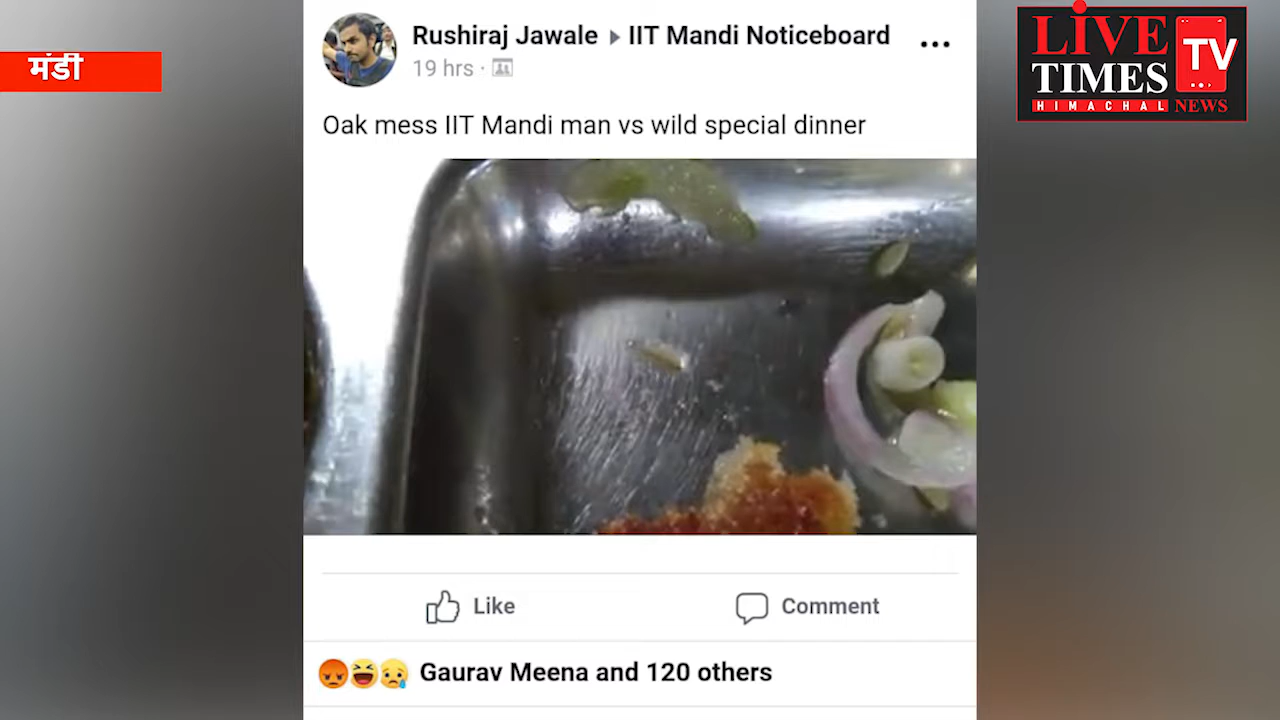 मंडी
Rushiraj Jawale ▸ IIT Mandi Noticeboard
19 hrs ·
Oak mess IIT Mandi man vs wild special dinner
LIVE
TIMES
TV
HIMACHAL NEWS
Like
Comment
Gaurav Meena and 120 others